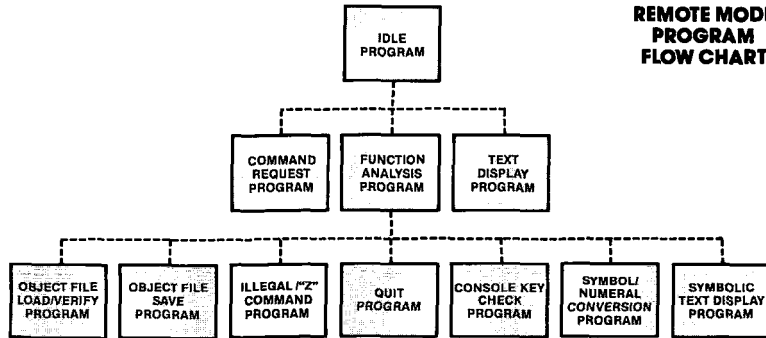 REMOTE MODE
PROGRAM
FLOW CHART
IDLE
PROGRAM
COMMAND
REQUEST
PROGRAM
FUNCTION
ANALYSIS
PROGRAM
TEXT
DISPLAY
PROGRAM
OBJECT FILE
LOAD/VERIFY
PROGRAM
OBJECT FILE
SAVE
PROGRAM
ILLEGAL/"Z"
COMMAND
PROGRAM
QUIT
PROGRAM
CONSOLE KEY
CHECK
PROGRAM
SYMBOL/
NUMERAL
CONVERSION
PROGRAM
SYMBOLIC
TEXT DISPLAY
PROGRAM